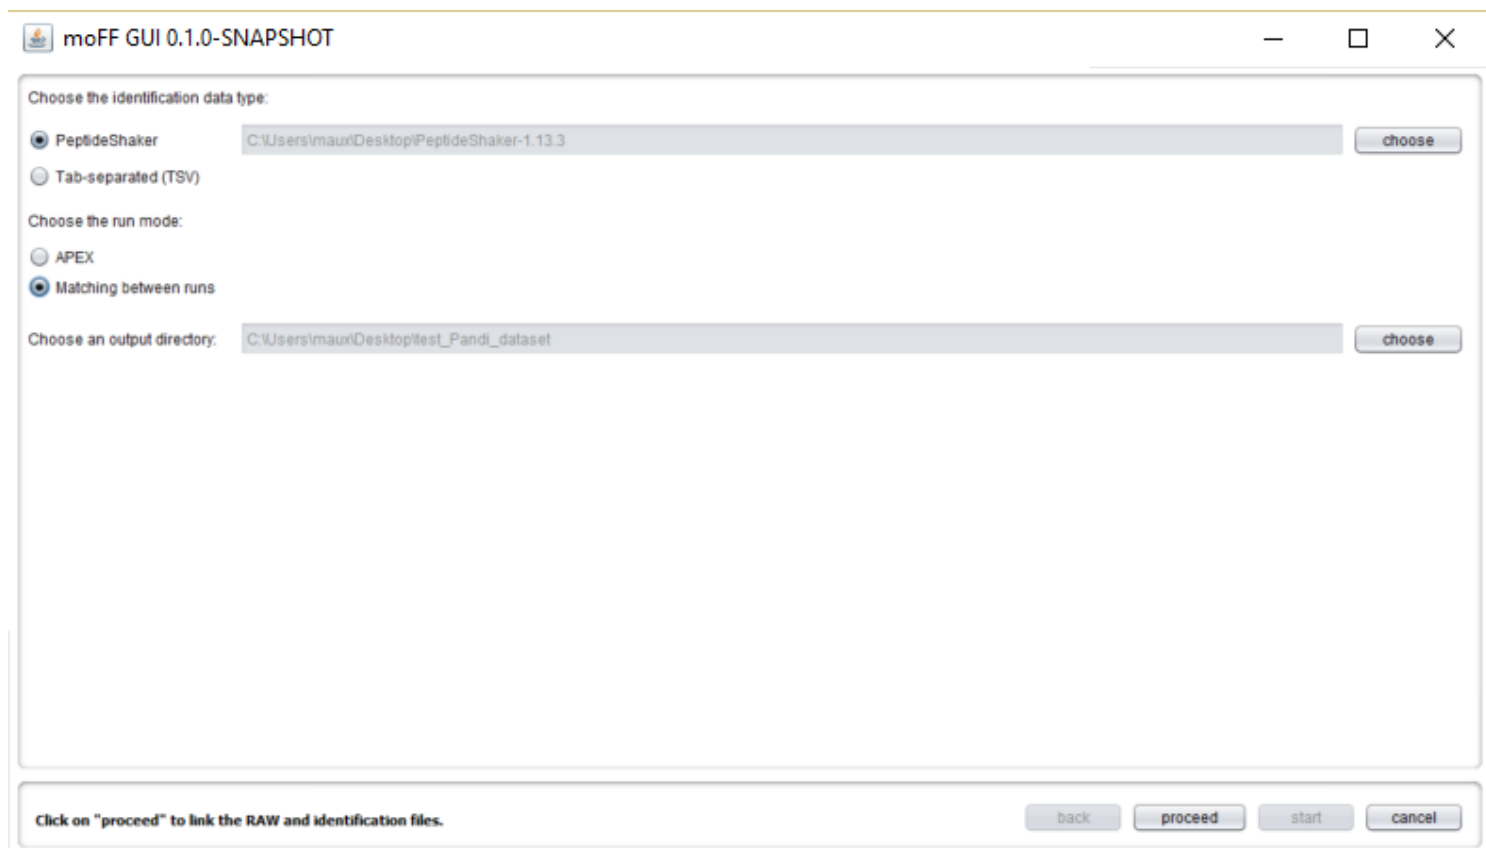 moFF GUI 0.1.0-SNAPSHOT
Choose the identification data type:
PeptideShaker C:\Users\maux\Desktop\PeptideShaker-1.13.3 choose
Tab-separated (TSV)
Choose the run mode:
APEX
Matching between runs
Choose an output directory: C:\Users\maux\Desktop\test_Pandi_dataset choose
Click on "proceed" to link the RAW and identification files. back proceed start cancel